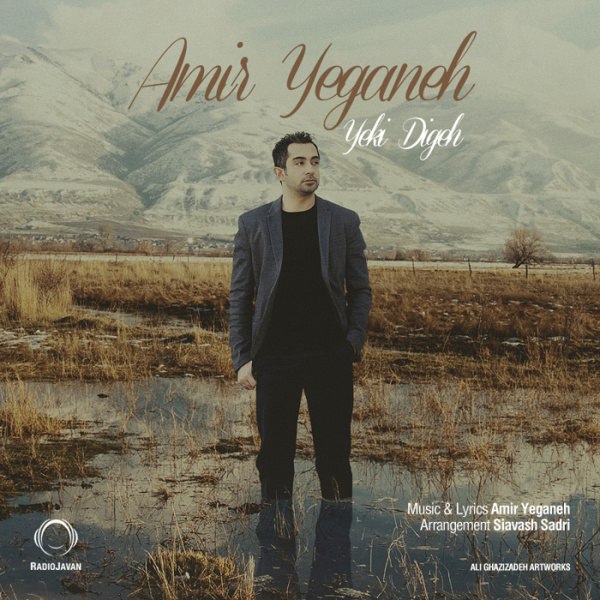 Amir Yeganeh
Yeki Digeh
Music & Lyrics Amir Yeganeh
Arrangement Siavash Sadri
RADIOJAVAN
ALI GHAZIZADEH ARTWORKS